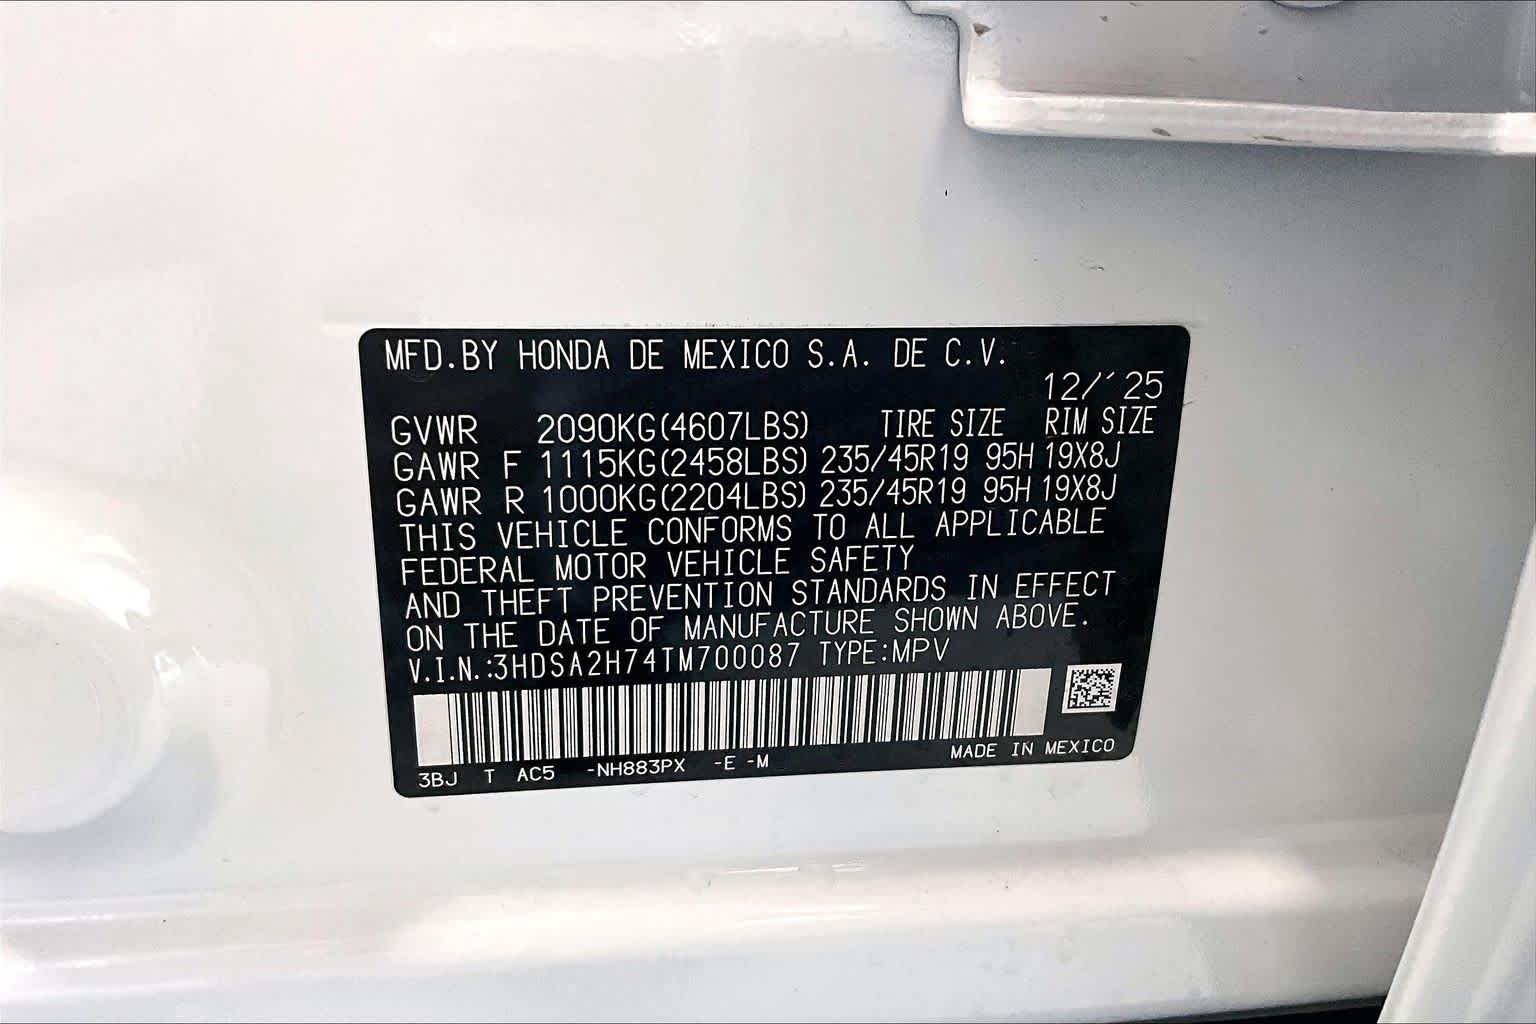 MFD.BY HONDA DE MEXICO S.A. DE C.V.
12/´25
GVWR 2090KG(4607LBS) TIRE SIZE RIM SIZE
GAWR F 1115KG(2458LBS) 235/45R19 95H 19X8J
GAWR R 1000KG(2204LBS) 235/45R19 95H 19X8J
THIS VEHICLE CONFORMS TO ALL APPLICABLE
FEDERAL MOTOR VEHICLE SAFETY
AND THEFT PREVENTION STANDARDS IN EFFECT
ON THE DATE OF MANUFACTURE SHOWN ABOVE.
V.I.N.:3HDSA2H74TM700087 TYPE:MPV
3BJ T AC5 -NH883PX -E -M MADE IN MEXICO